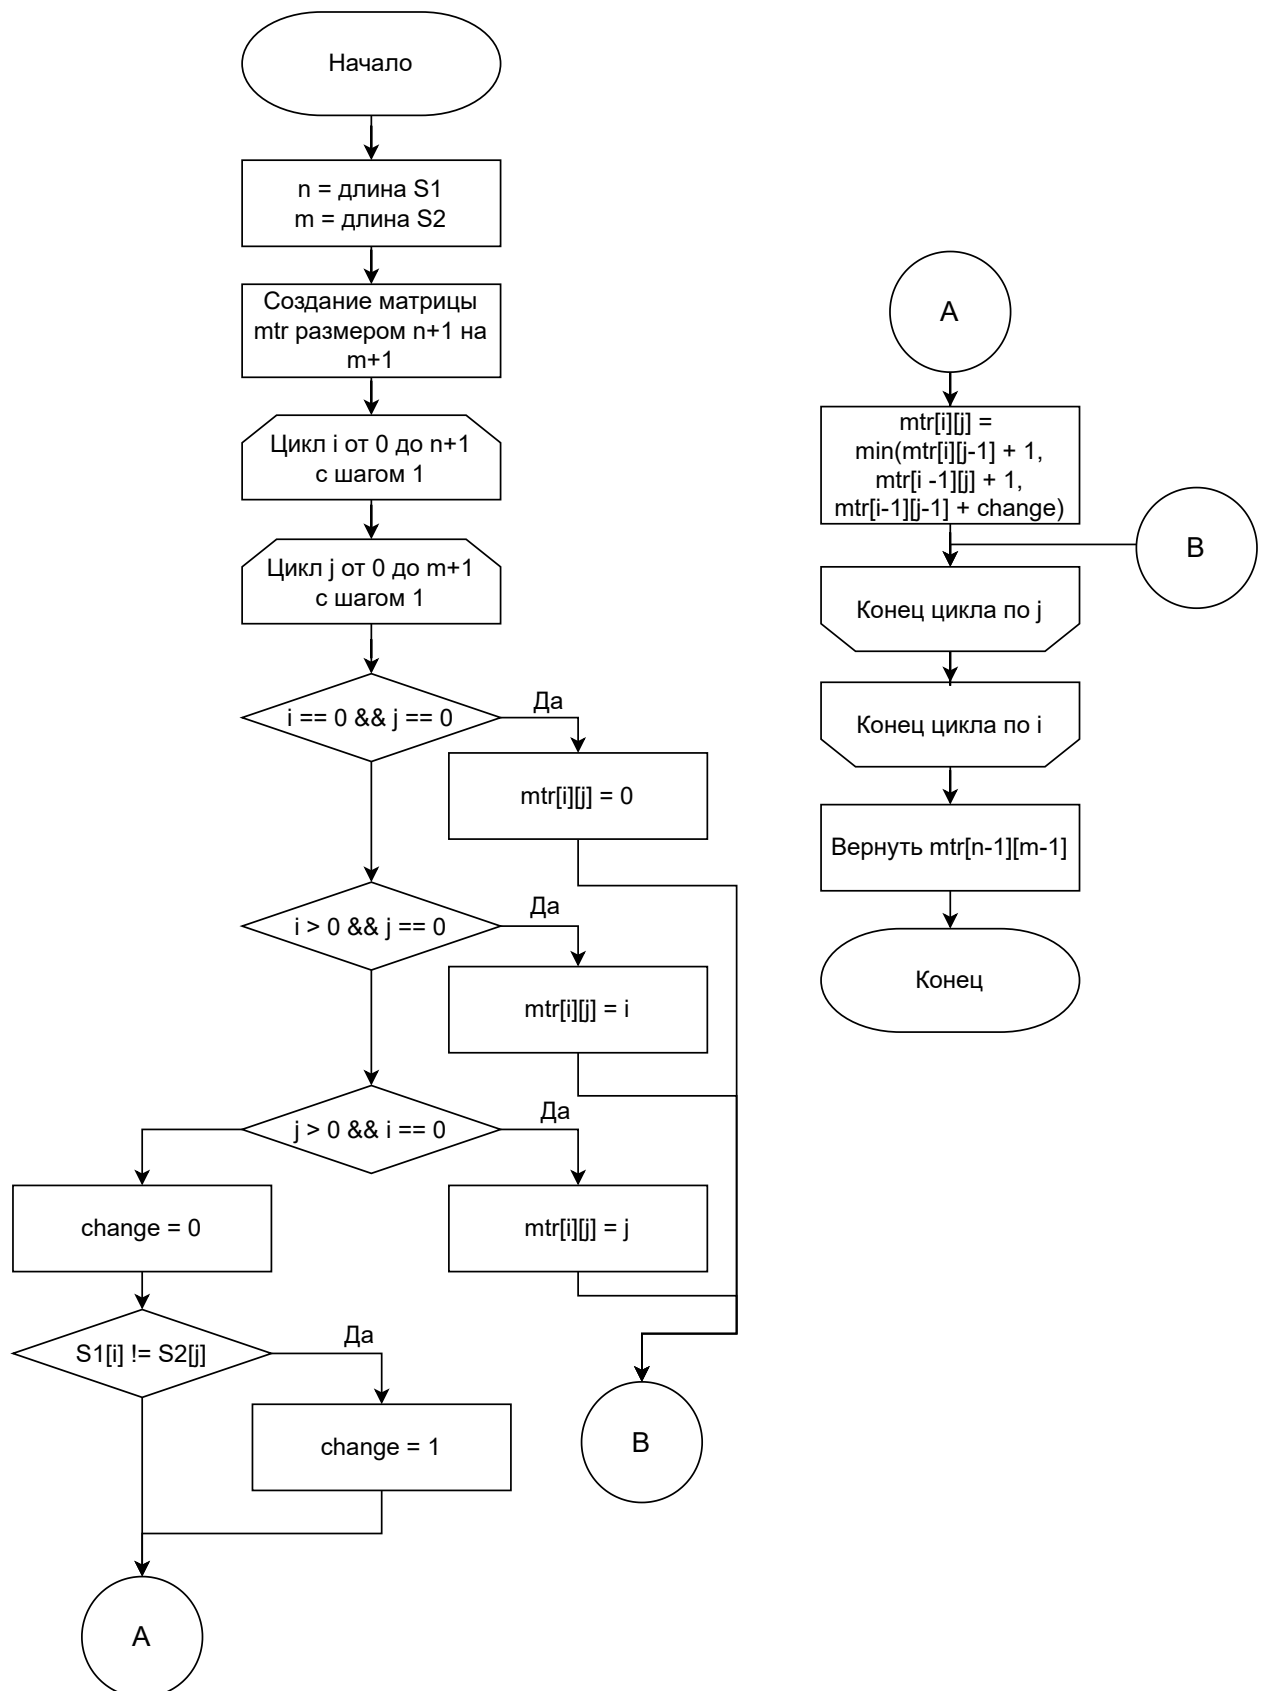 Начало
n = длина S1
m = длина S2
Создание матрицы
mtr размером n+1 на
m+1
Цикл i от 0 до n+1
с шагом 1
Цикл j от 0 до m+1
с шагом 1
i == 0 && j == 0
Да
mtr[i][j] = 0
i > 0 && j == 0
Да
mtr[i][j] = i
j > 0 && i == 0
Да
mtr[i][j] = j
change = 0
S1[i] != S2[j]
Да
change = 1
B
A
A
mtr[i][j] =
min(mtr[i][j-1] + 1,
mtr[i -1][j] + 1,
mtr[i-1][j-1] + change)
B
Конец цикла по j
Конец цикла по i
Вернуть mtr[n-1][m-1]
Конец